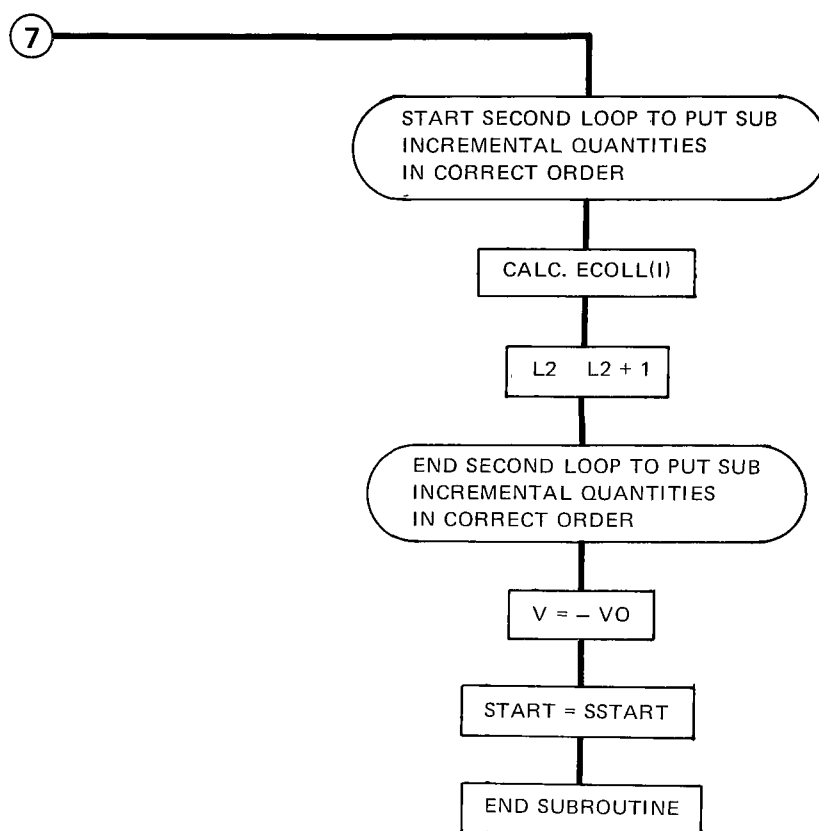 7
START SECOND LOOP TO PUT SUB
INCREMENTAL QUANTITIES
IN CORRECT ORDER
CALC. ECOLL(I)
L2 L2 + 1
END SECOND LOOP TO PUT SUB
INCREMENTAL QUANTITIES
IN CORRECT ORDER
V = – VO
START = SSTART
END SUBROUTINE